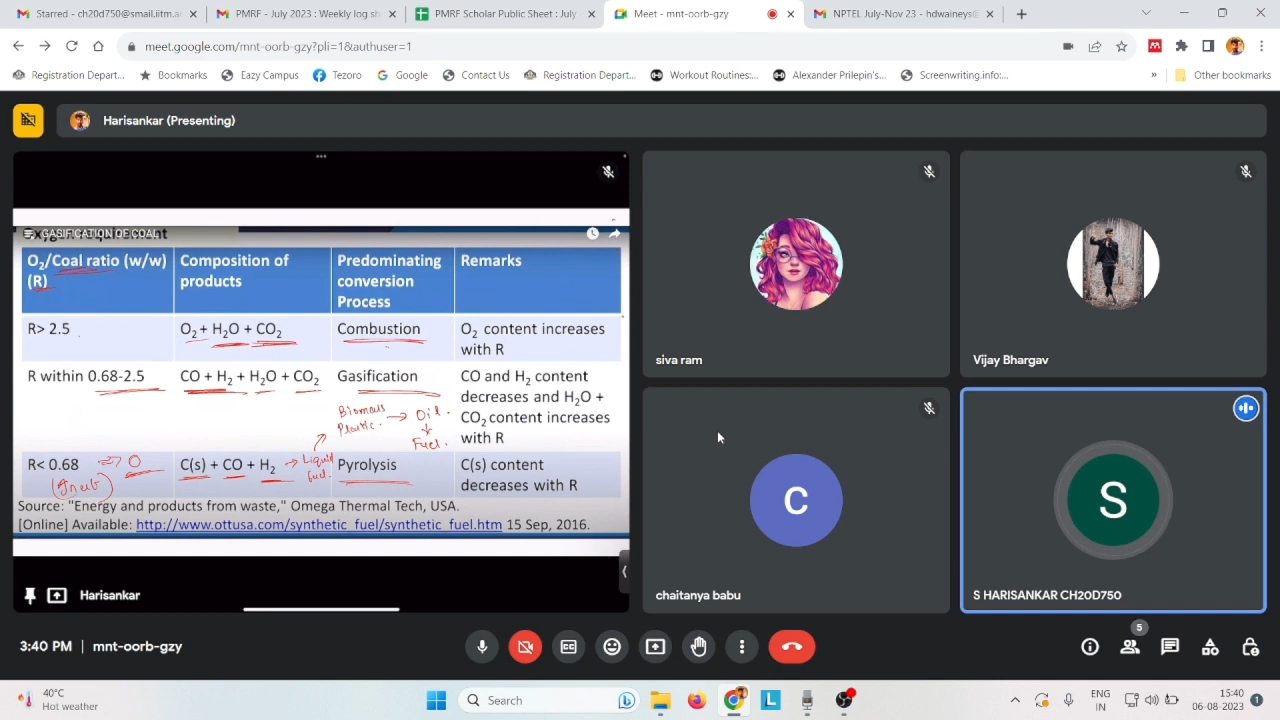 Starred - ch20d750@smail.iitm.a
PMRF - July 2023 : Weekly log sh
PMRF Scholar Public Sheet : July
Meet - mnt-oorb-gzy
NPTEL July-Nov 23 - hdwaineys@
meet.google.com/mnt-oorb-gzy?pli=1&authuser=1
Registration Depart...
Bookmarks
Eazy Campus
Tezoro
Google
Contact Us
Registration Depart...
Workout Routines:...
Alexander Prilepin's...
Screenwriting.info:...
»
Other bookmarks
Harisankar (Presenting)
GASIFICATION OF COAL
O₂/Coal ratio (w/w) (R)
Composition of products
Predominating conversion Process
Remarks
R> 2.5
O₂ + H₂O + CO₂
Combustion
O₂ content increases with R
R within 0.68-2.5
CO + H₂ + H₂O + CO₂
Gasification
CO and H₂ content decreases and H₂O + CO₂ content increases with R
Biomass
Plastic. → Oil.
↓
Fuel.
R< 0.68
⇒ O
(Inert)
C(s) + CO + H₂
→ Liquid fuel.
Pyrolysis
C(s) content decreases with R
Source: "Energy and products from waste," Omega Thermal Tech, USA.
[Online] Available: http://www.ottusa.com/synthetic_fuel/synthetic_fuel.htm 15 Sep, 2016.
Harisankar
siva ram
Vijay Bhargav
C
chaitanya babu
S
S HARISANKAR CH20D750
3:40 PM | mnt-oorb-gzy
5
40°C
Hot weather
Search
L
ENG
IN
15:40
06-08-2023
1